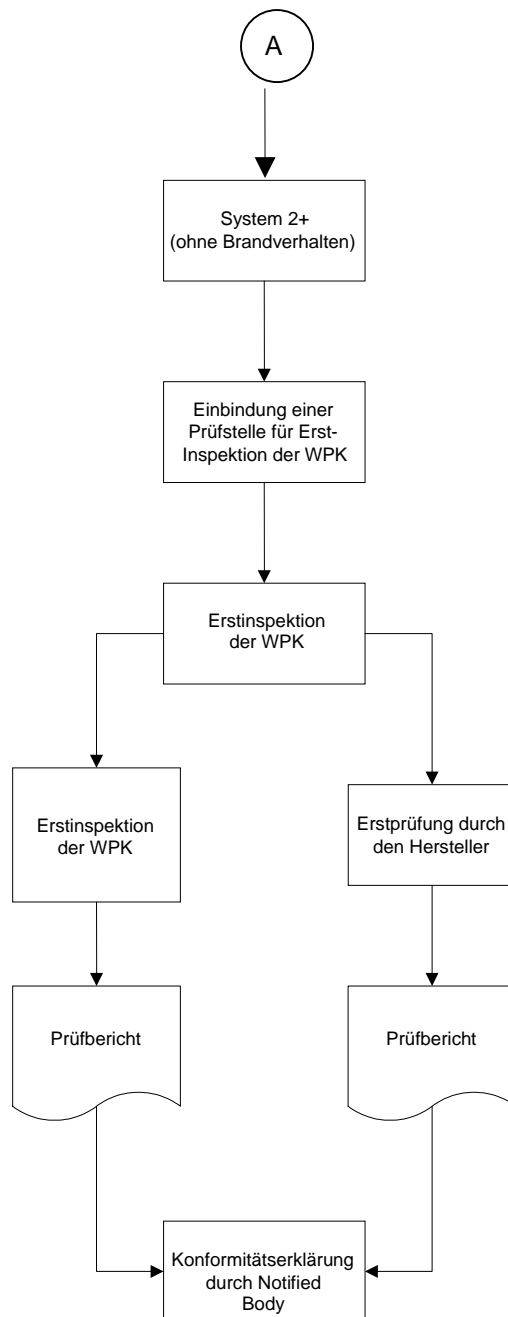 A
System 2+
(ohne Brandverhalten)
Einbindung einer
Prüfstelle für Erst-
Inspektion der WPK
Erstinspektion
der WPK
Erstinspektion
der WPK
Erstprüfung durch
den Hersteller
Prüfbericht
Prüfbericht
Konformitätserklärung
durch Notified
Body